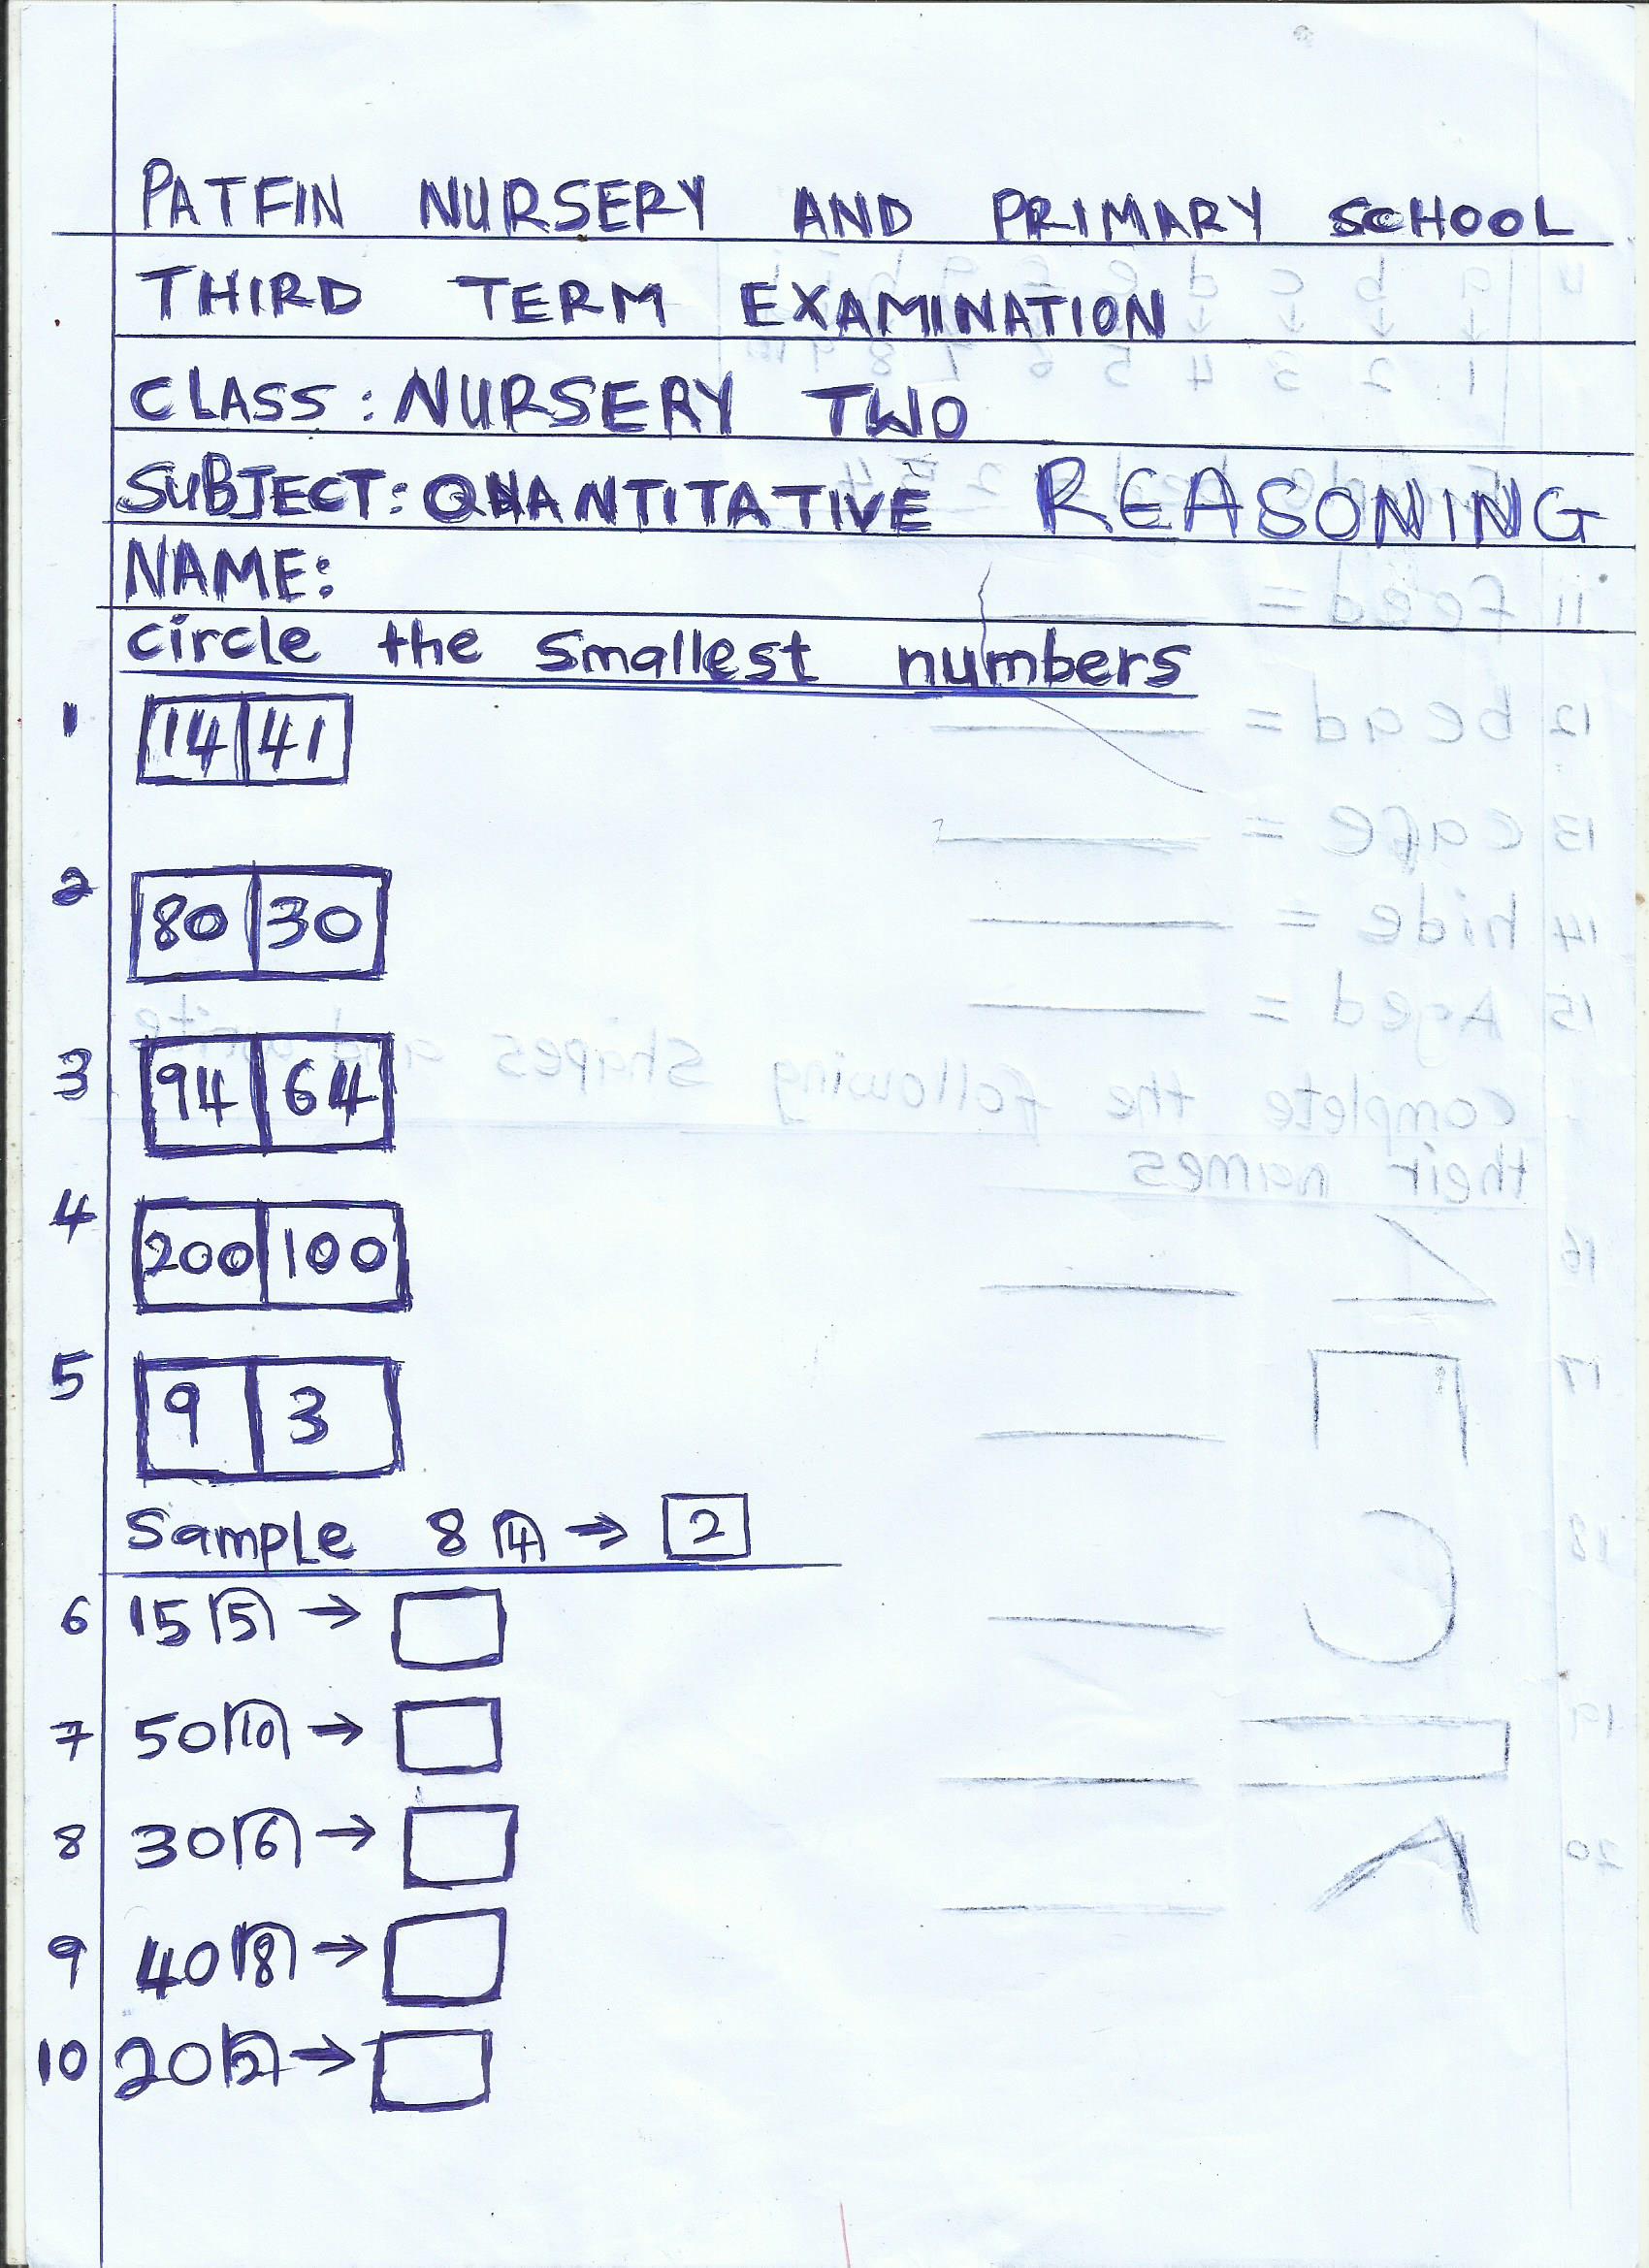 PATFIN NURSERY AND PRIMARY SCHOOL
THIRD TERM EXAMINATION
CLASS: NURSERY TWO
SUBJECT: QUANTITATIVE REASONING
NAME:
circle the smallest numbers
1 14 41
2 80 30
3 94 64
4 200 100
5 9 3
Sample 8 4 → 2
6 15 5 →
7 50 10 →
8 30 6 →
9 40 8 →
10 20 2 →